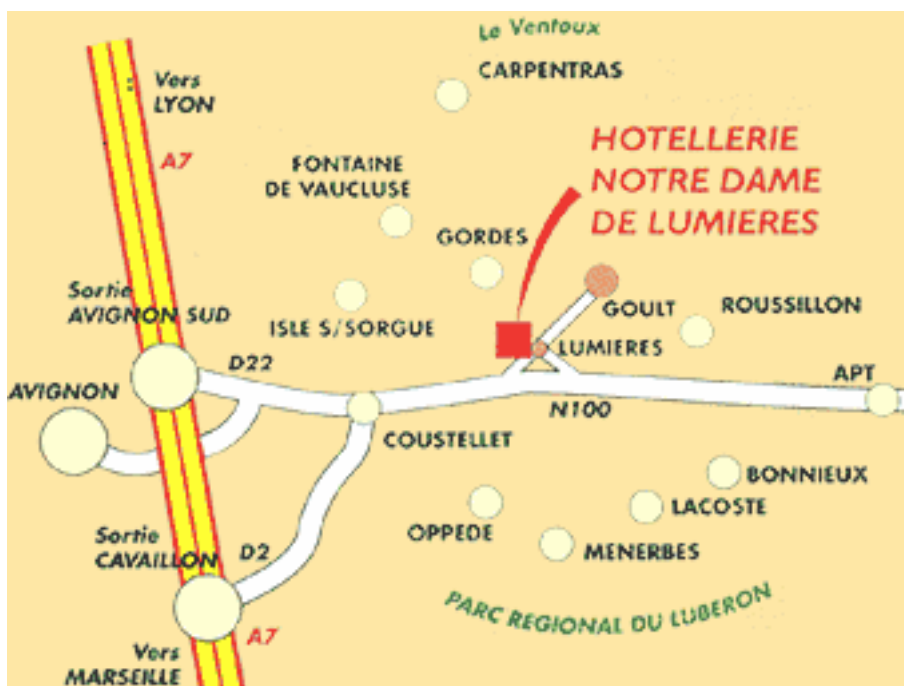 Le Ventoux
CARPENTRAS
Vers
LYON
A7
HOTELLERIE
NOTRE DAME
DE LUMIERES
FONTAINE
DE VAUCLUSE
GORDES
Sortie
AVIGNON SUD
ISLE S/SORGUE
GOULT
ROUSSILLON
LUMIERES
D22
APT
AVIGNON
N100
COUSTELLET
BONNIEUX
LACOSTE
OPPEDE
MENERBES
Sortie
CAVAILLON
D2
PARC REGIONAL DU LUBERON
A7
Vers
MARSEILLE